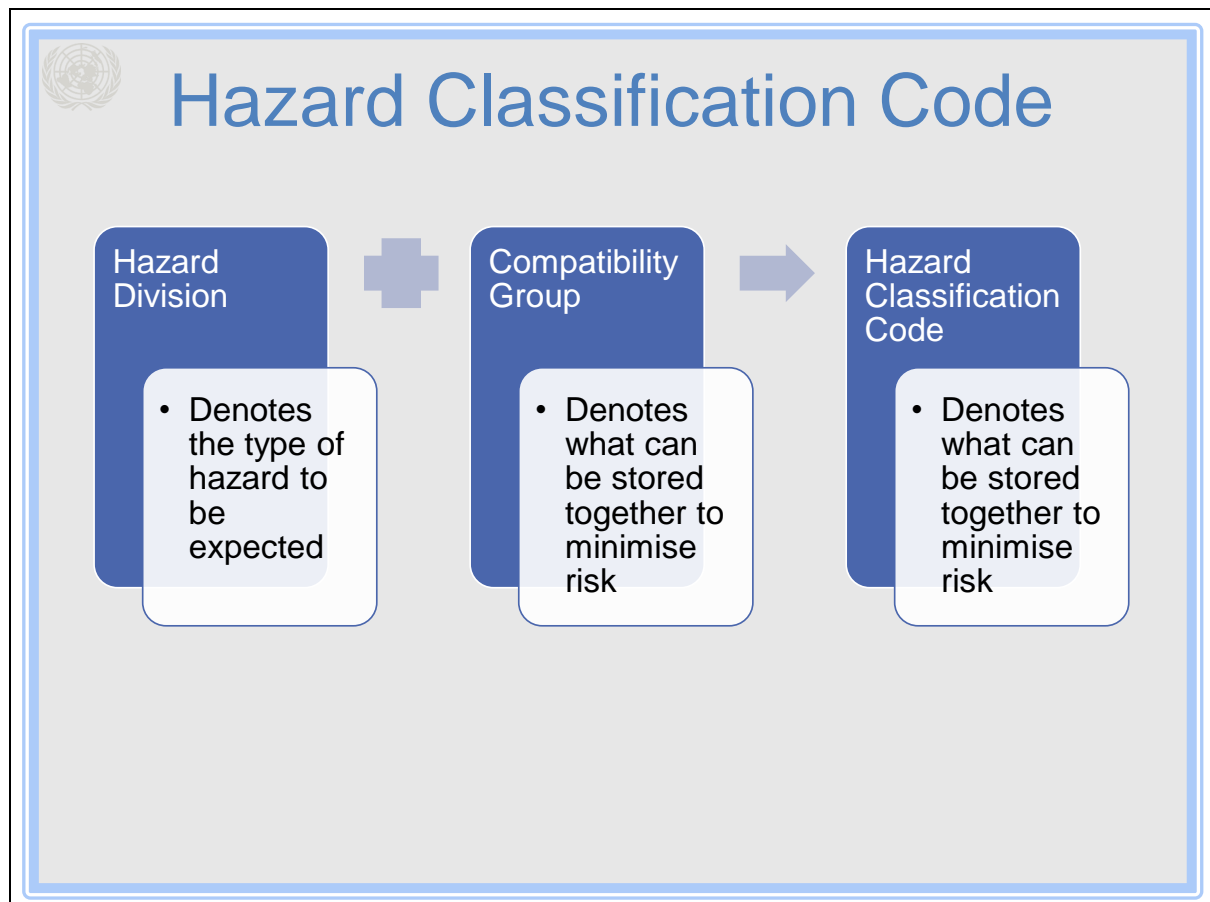 Hazard Classification Code
Hazard
Division
• Denotes
the type of
hazard to
be
expected
Compatibility
Group
• Denotes
what can
be stored
together to
minimise
risk
Hazard
Classification
Code
• Denotes
what can
be stored
together to
minimise
risk